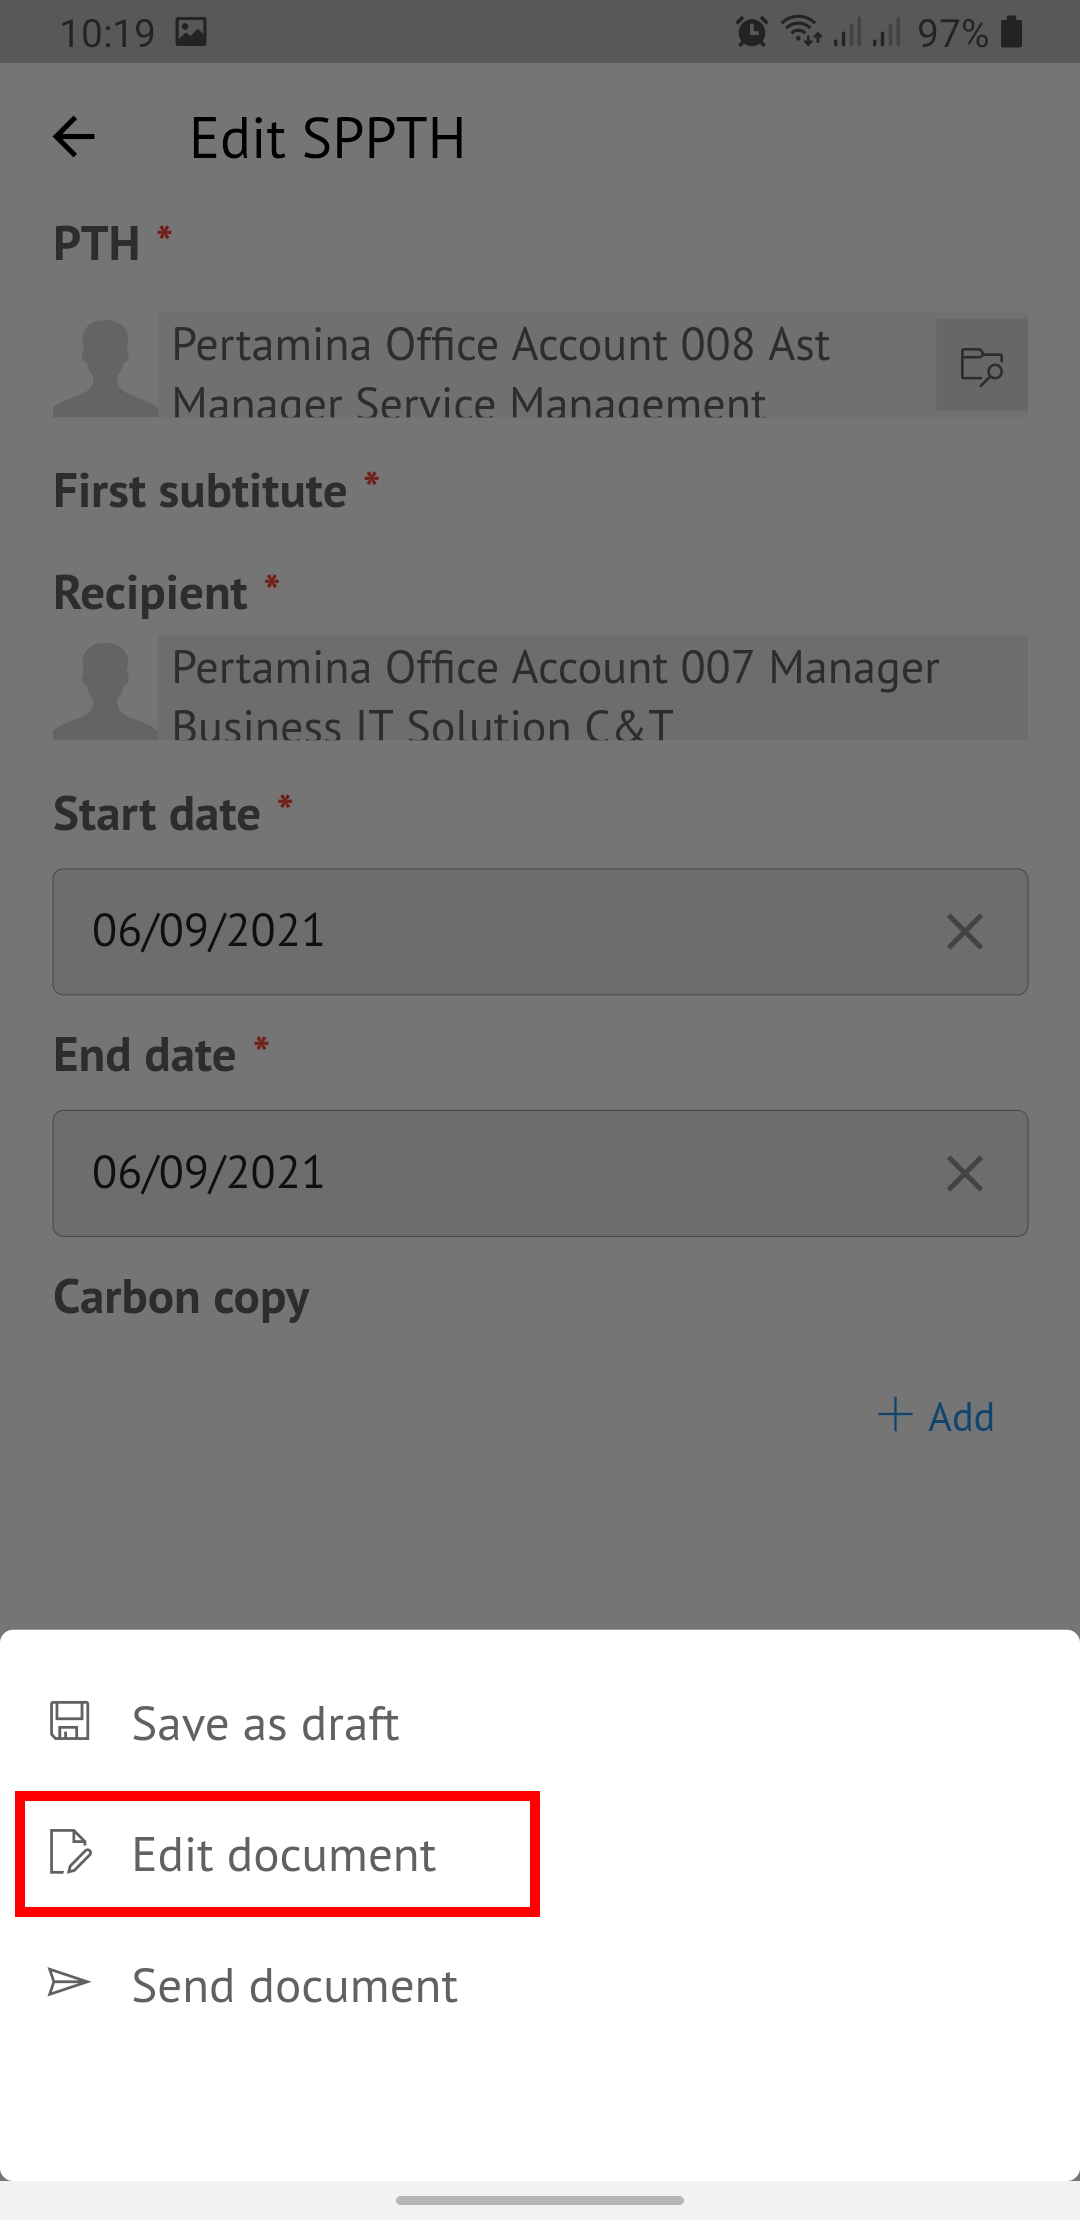 10:19
97%
Edit SPPTH
PTH *
Pertamina Office Account 008 Ast
Manager Service Management
First subtitute *
Recipient *
Pertamina Office Account 007 Manager
Business IT Solution C&T
Start date *
06/09/2021
End date *
06/09/2021
Carbon copy
+ Add
Save as draft
Edit document
Send document